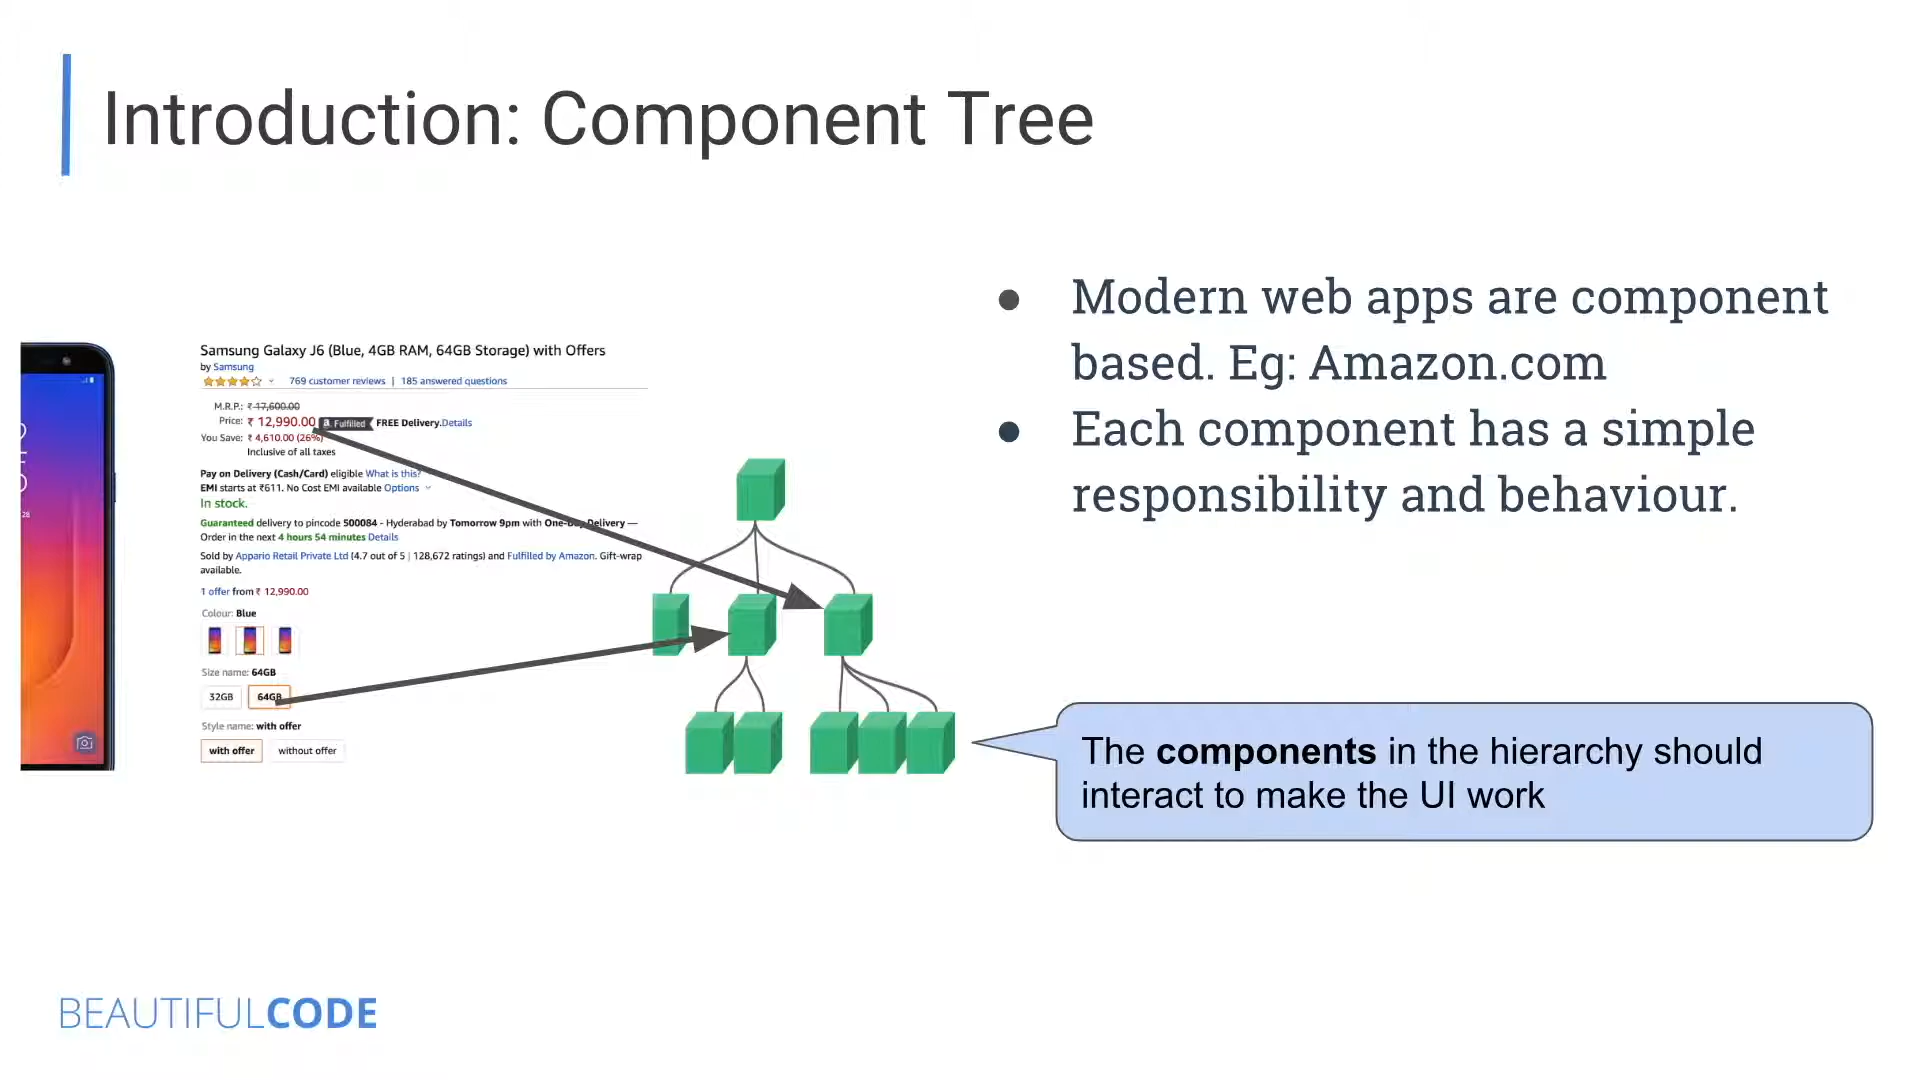 Introduction: Component Tree
Samsung Galaxy J6 (Blue, 4GB RAM, 64GB Storage) with Offers
by Samsung
769 customer reviews | 185 answered questions
M.R.P.: ₹ 17,600.00
Price: ₹ 12,990.00 a Fulfilled FREE Delivery.Details
You Save: ₹ 4,610.00 (26%)
Inclusive of all taxes
Pay on Delivery (Cash/Card) eligible What is this?
EMI starts at ₹611. No Cost EMI available Options
In stock.
Guaranteed delivery to pincode 500084 - Hyderabad by Tomorrow 9pm with One-Day Delivery —
Order in the next 4 hours 54 minutes Details
Sold by Appario Retail Private Ltd (4.7 out of 5 | 128,672 ratings) and Fulfilled by Amazon. Gift-wrap
available.
1 offer from ₹ 12,990.00
Colour: Blue
Size name: 64GB
32GB 64GB
Style name: with offer
with offer without offer
28
● Modern web apps are component
based. Eg: Amazon.com
● Each component has a simple
responsibility and behaviour.
The components in the hierarchy should
interact to make the UI work
BEAUTIFULCODE